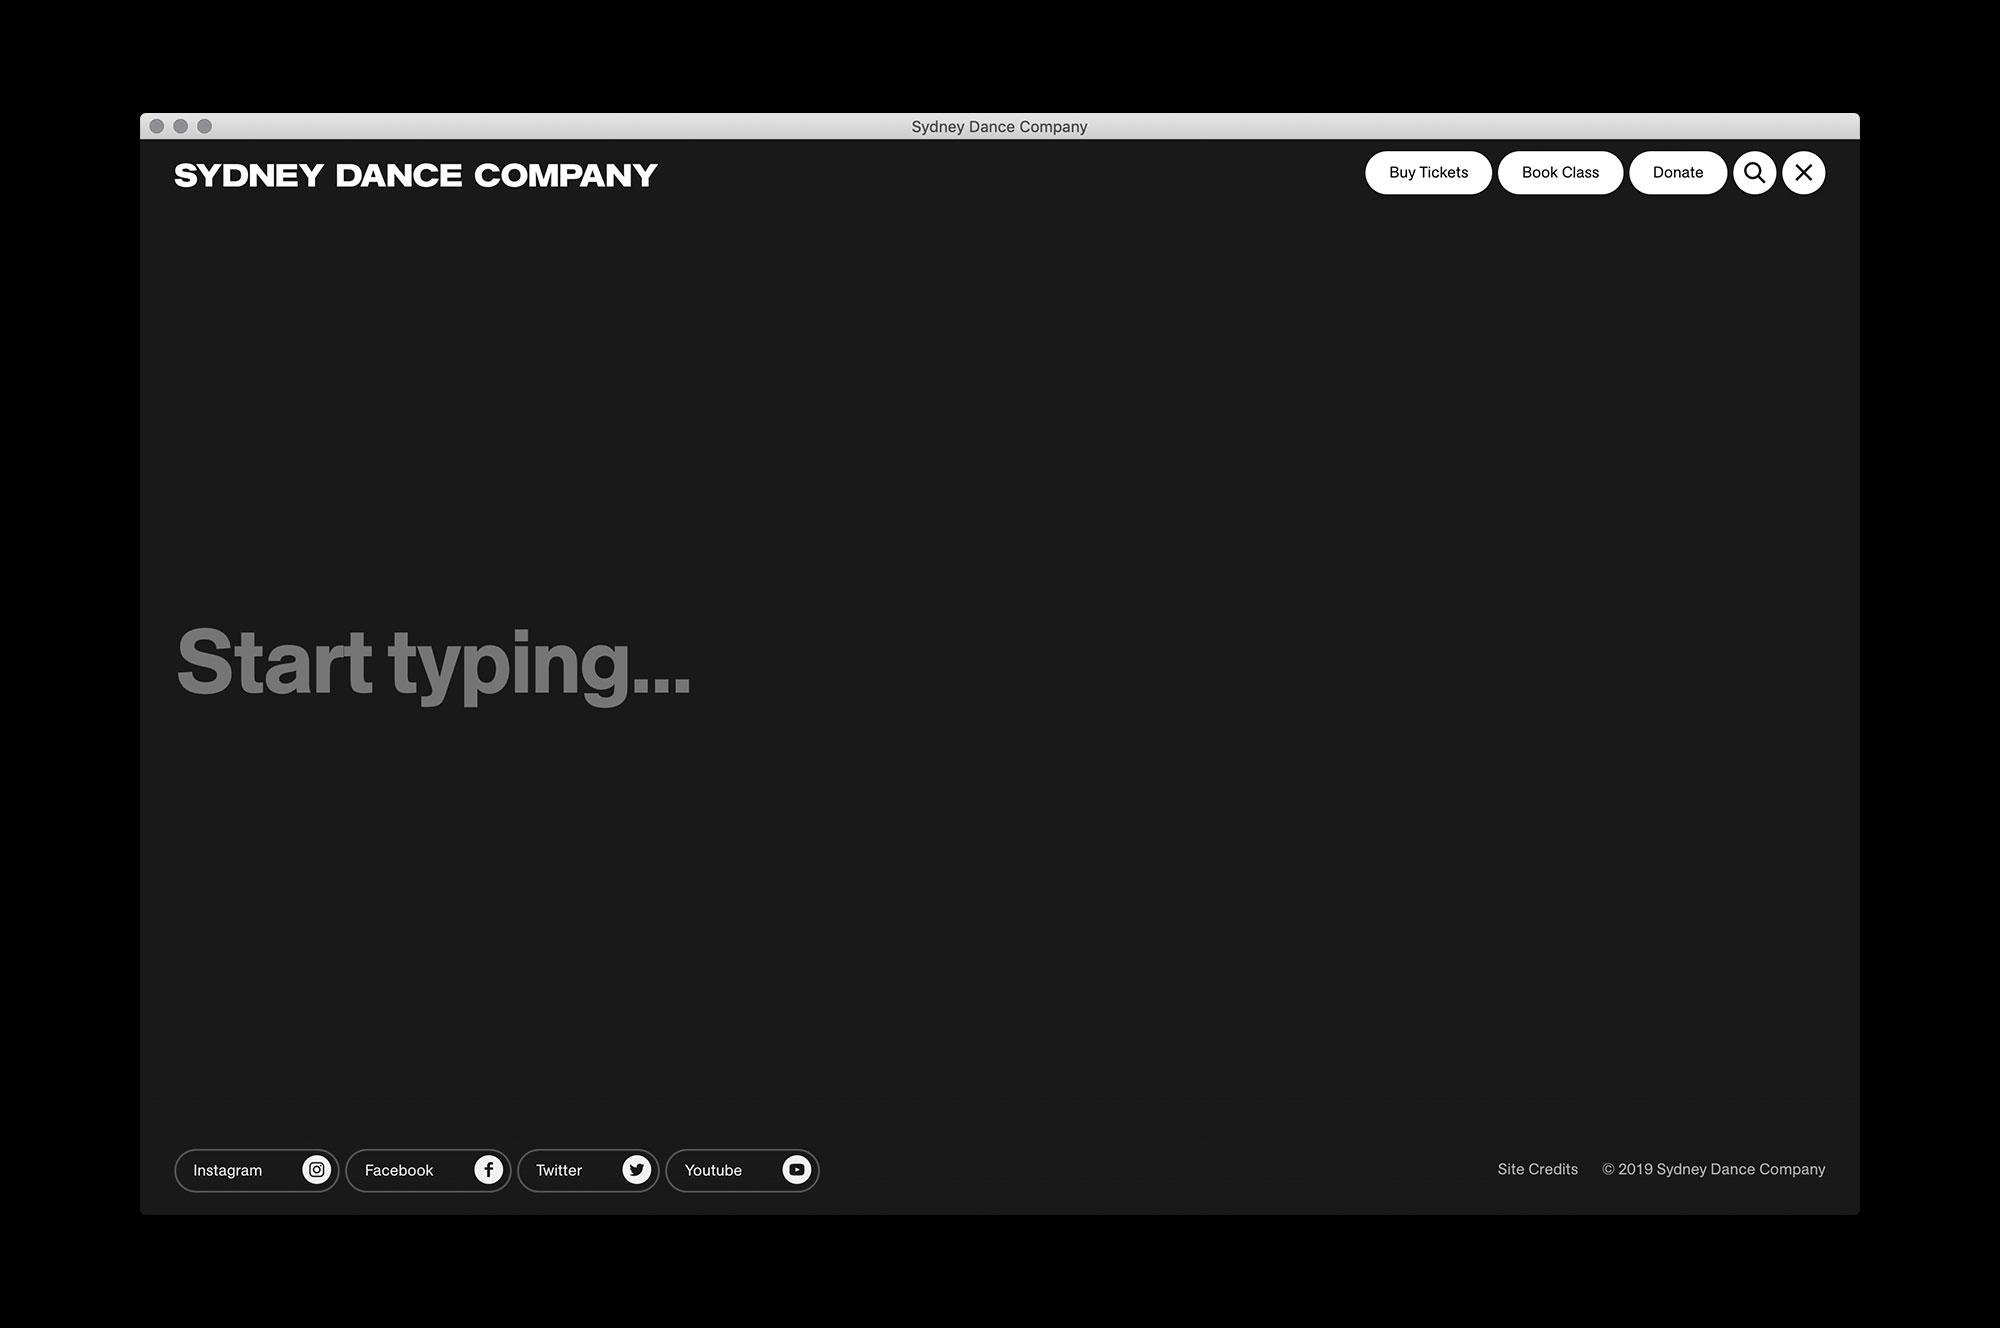 Sydney Dance Company
SYDNEY DANCE COMPANY
Buy Tickets
Book Class
Donate
Start typing...
Instagram
Facebook
Twitter
Youtube
Site Credits
© 2019 Sydney Dance Company